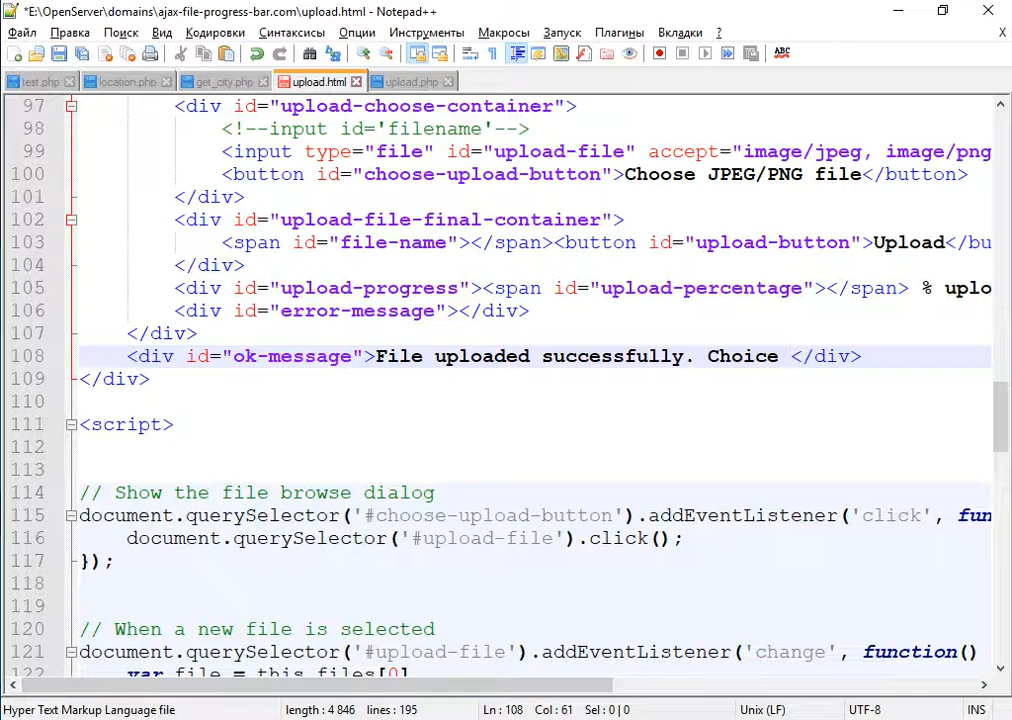 *E:\OpenServer\domains\ajax-file-progress-bar.com\upload.html - Notepad++
Файл Правка Поиск Вид Кодировки Синтаксисы Опции Инструменты Макросы Запуск Плагины Вкладки ? X
test.php location.php get_city.php upload.html upload.php
97 <div id="upload-choose-container">
98 <!--input id='filename'-->
99 <input type="file" id="upload-file" accept="image/jpeg, image/png
100 <button id="choose-upload-button">Choose JPEG/PNG file</button>
101 </div>
102 <div id="upload-file-final-container">
103 <span id="file-name"></span><button id="upload-button">Upload</bu
104 </div>
105 <div id="upload-progress"><span id="upload-percentage"></span> % uplo
106 <div id="error-message"></div>
107 </div>
108 <div id="ok-message">File uploaded successfully. Choice </div>
109 </div>
110
111 <script>
112
113
114 // Show the file browse dialog
115 document.querySelector('#choose-upload-button').addEventListener('click', fun
116 document.querySelector('#upload-file').click();
117 });
118
119
120 // When a new file is selected
121 document.querySelector('#upload-file').addEventListener('change', function()
122 var file = this.files[0]
Hyper Text Markup Language file length : 4 846 lines : 195 Ln : 108 Col : 61 Sel : 0 | 0 Unix (LF) UTF-8 INS